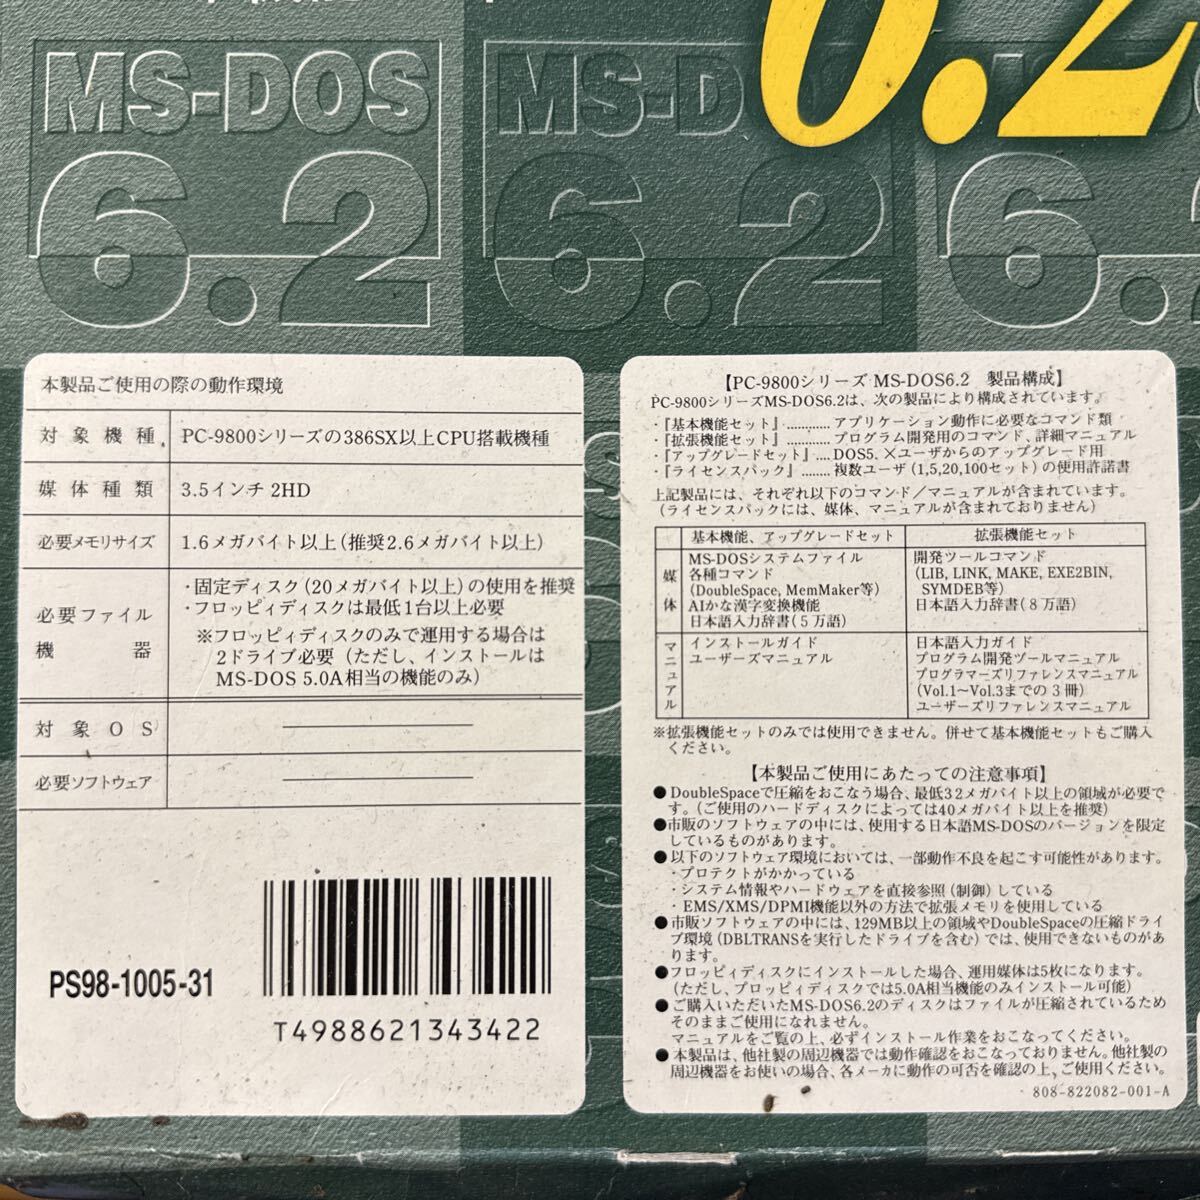 6.2
MS-DOS
6.2
MS-D
6.2
6.
本製品ご使用の際の動作環境
対象機種 PC-9800シリーズの386SX以上CPU搭載機種
媒体種類 3.5インチ 2HD
必要メモリサイズ 1.6メガバイト以上(推奨2.6メガバイト以上)
必要ファイル機器 ・固定ディスク(20メガバイト以上)の使用を推奨
・フロッピィディスクは最低1台以上必要
※フロッピィディスクのみで運用する場合は
2ドライブ必要(ただし、インストールは
MS-DOS 5.0A相当の機能のみ)
対象OS ————
必要ソフトウェア ————
PS98-1005-31
T4988621343422
【PC-9800シリーズ MS-DOS6.2 製品構成】
PC-9800シリーズMS-DOS6.2は、次の製品により構成されています。
・『基本機能セット』………… アプリケーション動作に必要なコマンド類
・『拡張機能セット』………… プログラム開発用のコマンド、詳細マニュアル
・『アップグレードセット』…. DOS5.×ユーザからのアップグレード用
・『ライセンスパック』……… 複数ユーザ(1,5,20,100セット)の使用許諾書
上記製品には、それぞれ以下のコマンド/マニュアルが含まれています。
(ライセンスパックには、媒体、マニュアルが含まれておりません)
基本機能、アップグレードセット 拡張機能セット
媒体
MS-DOSシステムファイル
各種コマンド
(DoubleSpace, MemMaker等)
AIかな漢字変換機能
日本語入力辞書(5万語)
開発ツールコマンド
(LIB, LINK, MAKE, EXE2BIN,
SYMDEB等)
日本語入力辞書(8万語)
マニュアル
インストールガイド
ユーザーズマニュアル
日本語入力ガイド
プログラム開発ツールマニュアル
プログラマーズリファレンスマニュアル
(Vol.1~Vol.3までの3冊)
ユーザーズリファレンスマニュアル
※拡張機能セットのみでは使用できません。併せて基本機能セットもご購入
ください。
【本製品ご使用にあたっての注意事項】
●DoubleSpaceで圧縮をおこなう場合、最低32メガバイト以上の領域が必要で
す。(ご使用のハードディスクによっては40メガバイト以上を推奨)
●市販のソフトウェアの中には、使用する日本語MS-DOSのバージョンを限定
しているものがあります。
●以下のソフトウェア環境においては、一部動作不良を起こす可能性があります。
・プロテクトがかかっている
・システム情報やハードウェアを直接参照(制御)している
・EMS/XMS/DPMI機能以外の方法で拡張メモリを使用している
●市販ソフトウェアの中には、129MB以上の領域やDoubleSpaceの圧縮ドライ
ブ環境(DBLTRANSを実行したドライブを含む)では、使用できないものがあ
ります。
●フロッピィディスクにインストールした場合、運用媒体は5枚になります。
(ただし、フロッピィディスクでは5.0A相当機能のみインストール可能)
●ご購入いただいたMS-DOS6.2のディスクはファイルが圧縮されているため
そのままご使用になれません。
マニュアルをご覧の上、必ずインストール作業をおこなってください。
●本製品は、他社製の周辺機器では動作確認をおこなっておりません。他社製の
周辺機器をお使いの場合、各メーカに動作の可否を確認の上、ご使用ください。
808-822082-001-A